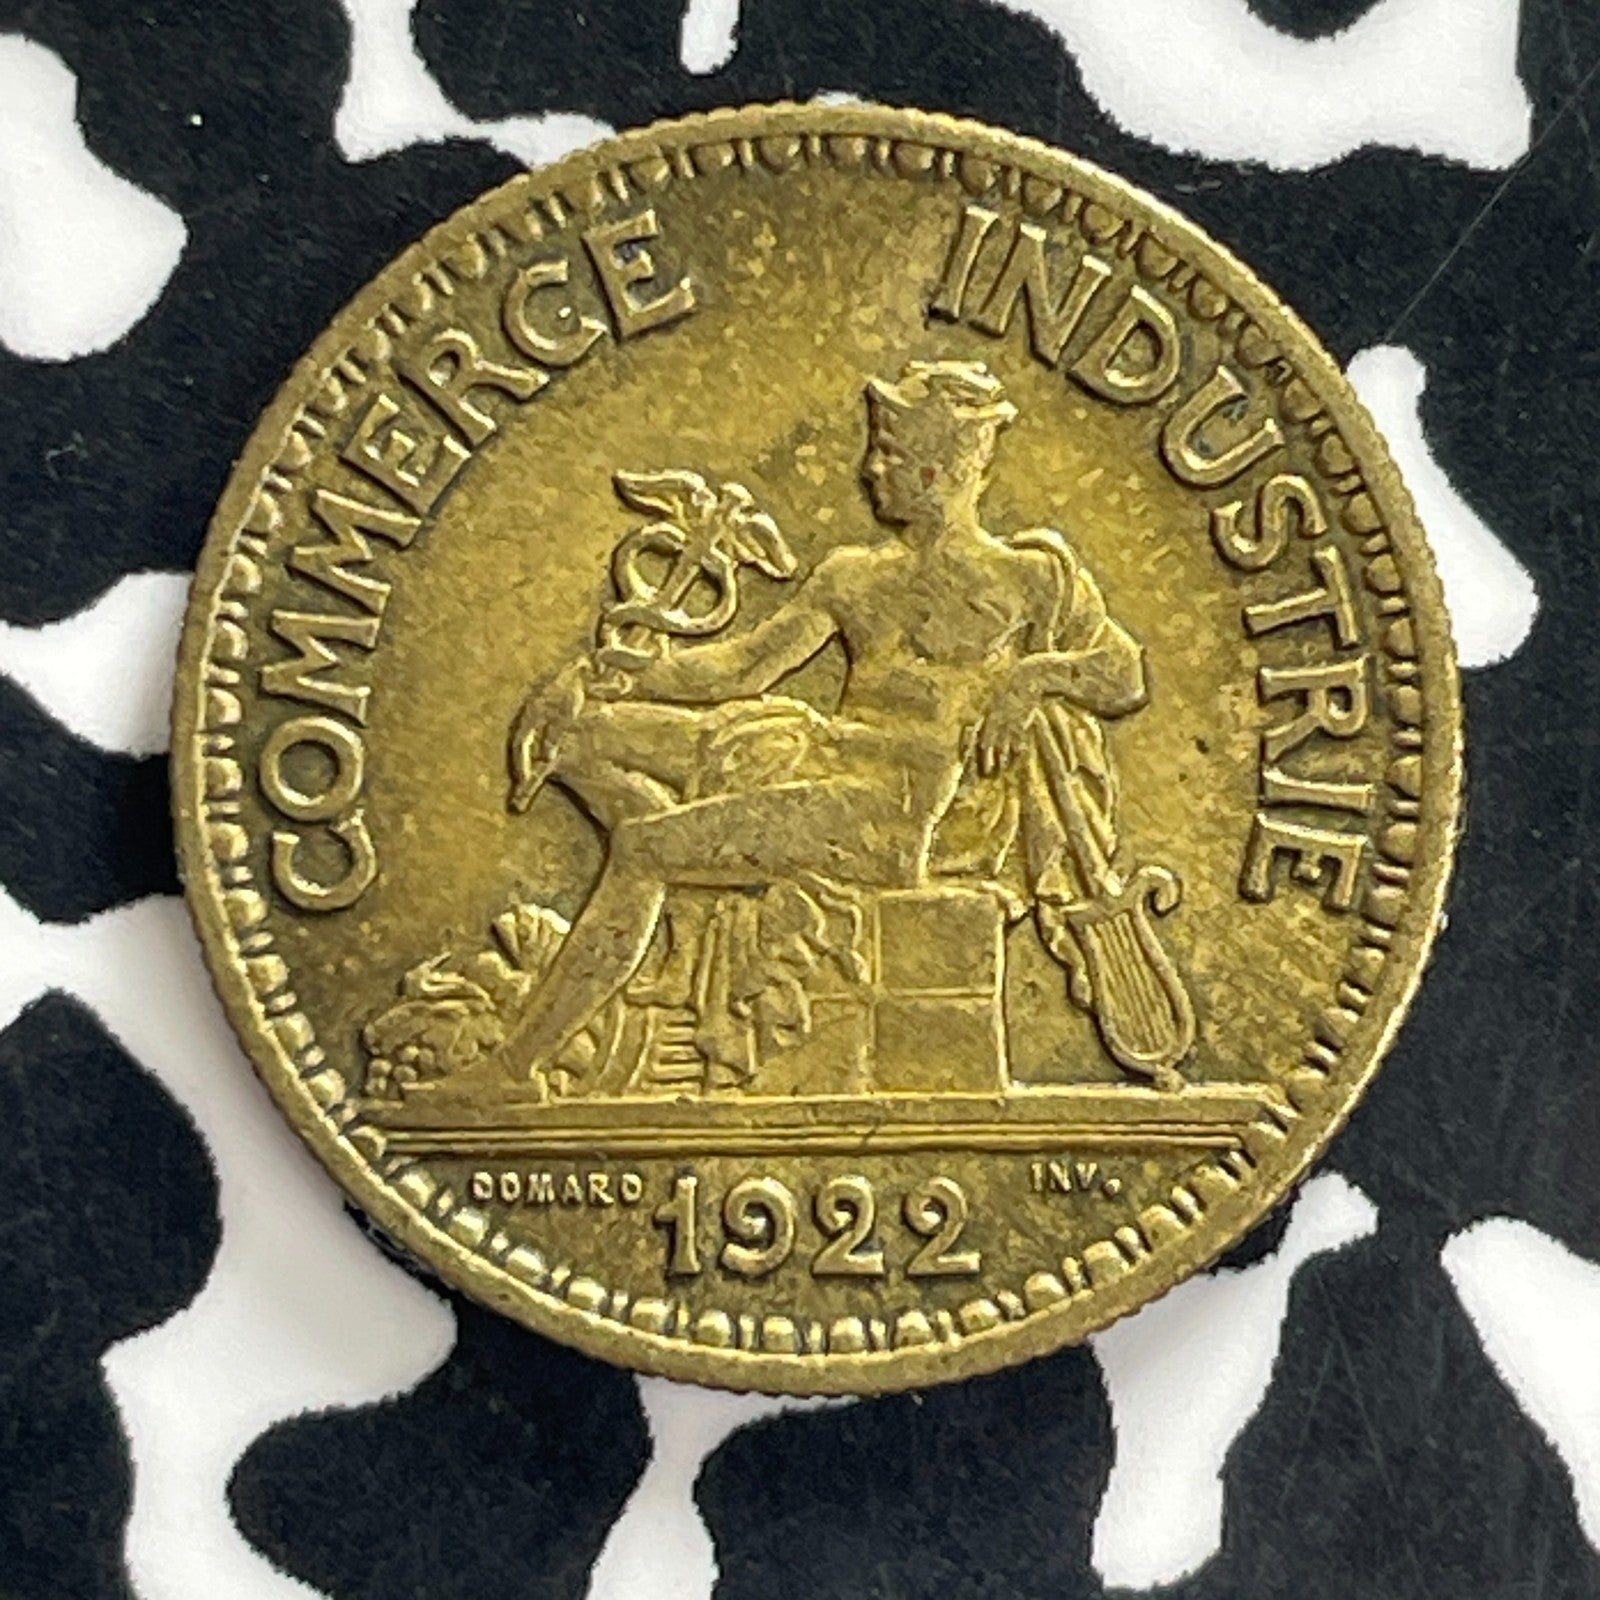 COMMERCE INDUSTRIE
DOMARD 1922 INV.